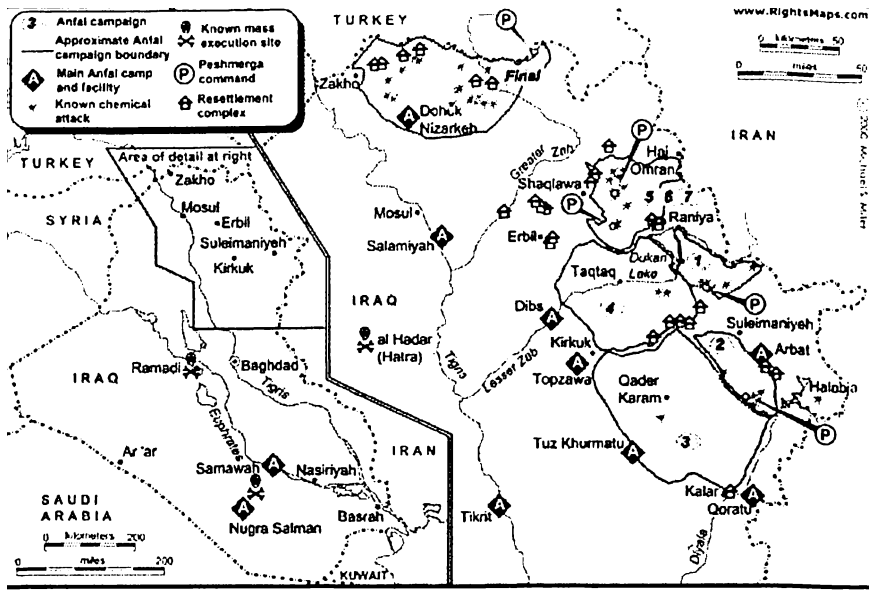 3 Anfal campaign
Approximate Anfal
campaign boundary
A Main Anfal camp
and facility
Known chemical
attack
Known mass
execution site
P Peshmerga
command
Resettlement
complex
TURKEY
www.RightsMaps.com
0 kilometers 50
0 miles 50
P
Final
Zakho
A
Dohuk
Nizarkeh
IRAN
TURKEY
Area of detail at right
Zakho
Mosul
Erbil
Suleimaniyeh
Kirkuk
SYRIA
Greater Zab
P
Haj
Omran
Shaqlawa
P
5 6 7
Raniya
Mosul
Salamiyah
A
Erbil
Dukan
Lake
1
Taqtaq
IRAQ
4
P
Dibs
A
Suleimaniyeh
al Hadar
(Hatra)
Tigris
Lesser Zab
Kirkuk
2
A
Arbat
Topzawa
A
Halabja
Qader
Karam
P
Ramadi
Baghdad
Tigris
IRAQ
Euphrates
IRAN
Tuz Khurmatu
A
3
Ar'ar
Samawah
A
Nasiriyah
Kalar
A
Qoratu
SAUDI
ARABIA
A
Nugra Salman
Basrah
Tikrit
A
Diyala
0 kilometers 200
0 miles 200
KUWAIT